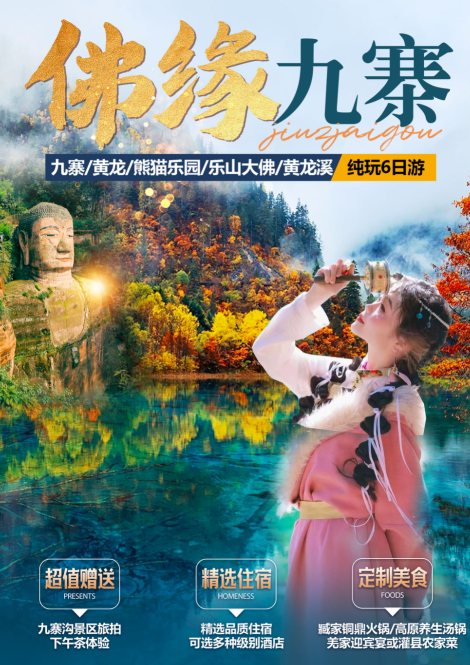 佛缘九寨
jiuzhaigou
九寨/黄龙/熊猫乐园/乐山大佛/黄龙溪 纯玩6日游
超值赠送
PRESENTS
九寨沟景区旅拍
下午茶体验
精选住宿
HOMENESS
精选品质住宿
可选多种级别酒店
定制美食
FOODS
臧家铜鼎火锅/高原养生汤锅
羌家迎宾宴或灌县农家菜